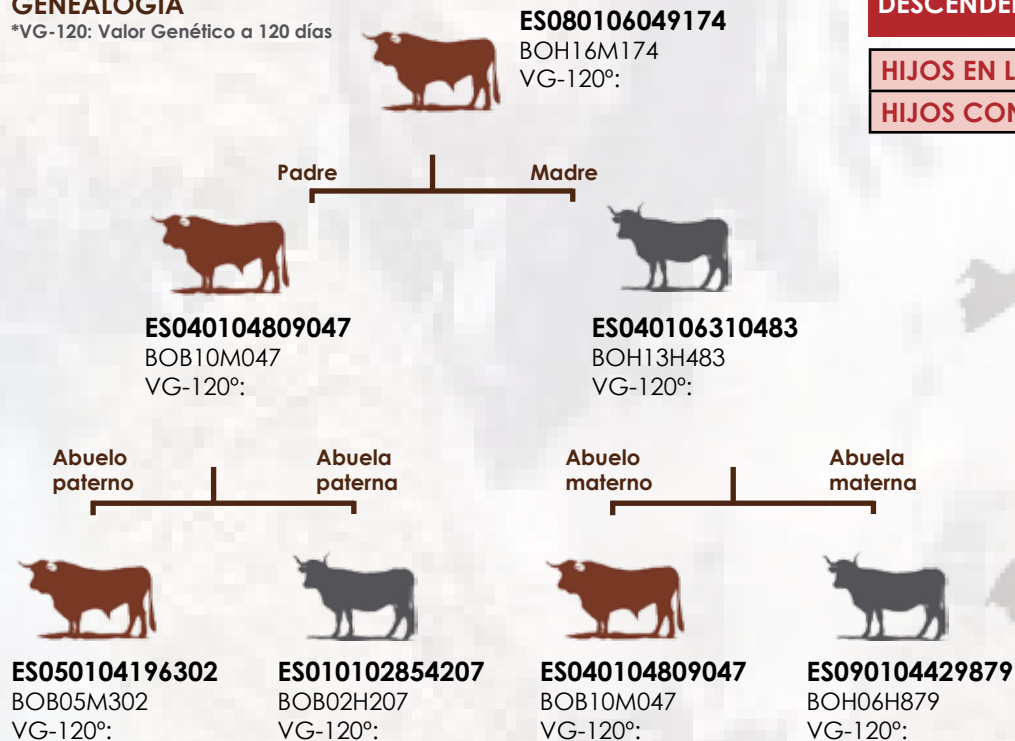 GENEALOGÍA
*VG-120: Valor Genético a 120 días
ES080106049174
BOH16M174
VG-120º:
HIJOS EN
HIJOS
Padre
Madre
ES040104809047
BOB10M047
VG-120º:
ES040106310483
BOH13H483
VG-120º:
Abuelo
paterno
Abuela
paterna
Abuelo
materno
Abuela
materna
ES050104196302
BOB05M302
VG-120º:
ES010102854207
BOB02H207
VG-120º:
ES040104809047
BOB10M047
VG-120º:
ES090104429879
BOH06H879
VG-120º: